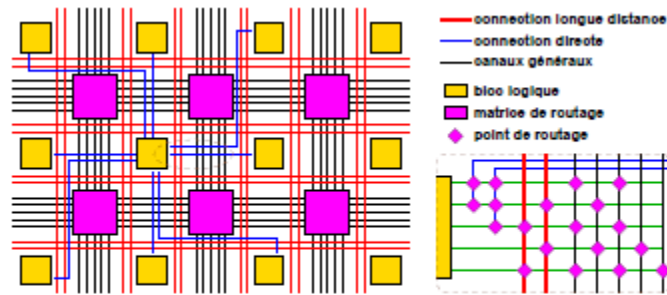 connection longue distance
connection directe
canaux généraux
bloc logique
matrice de routage
point de routage